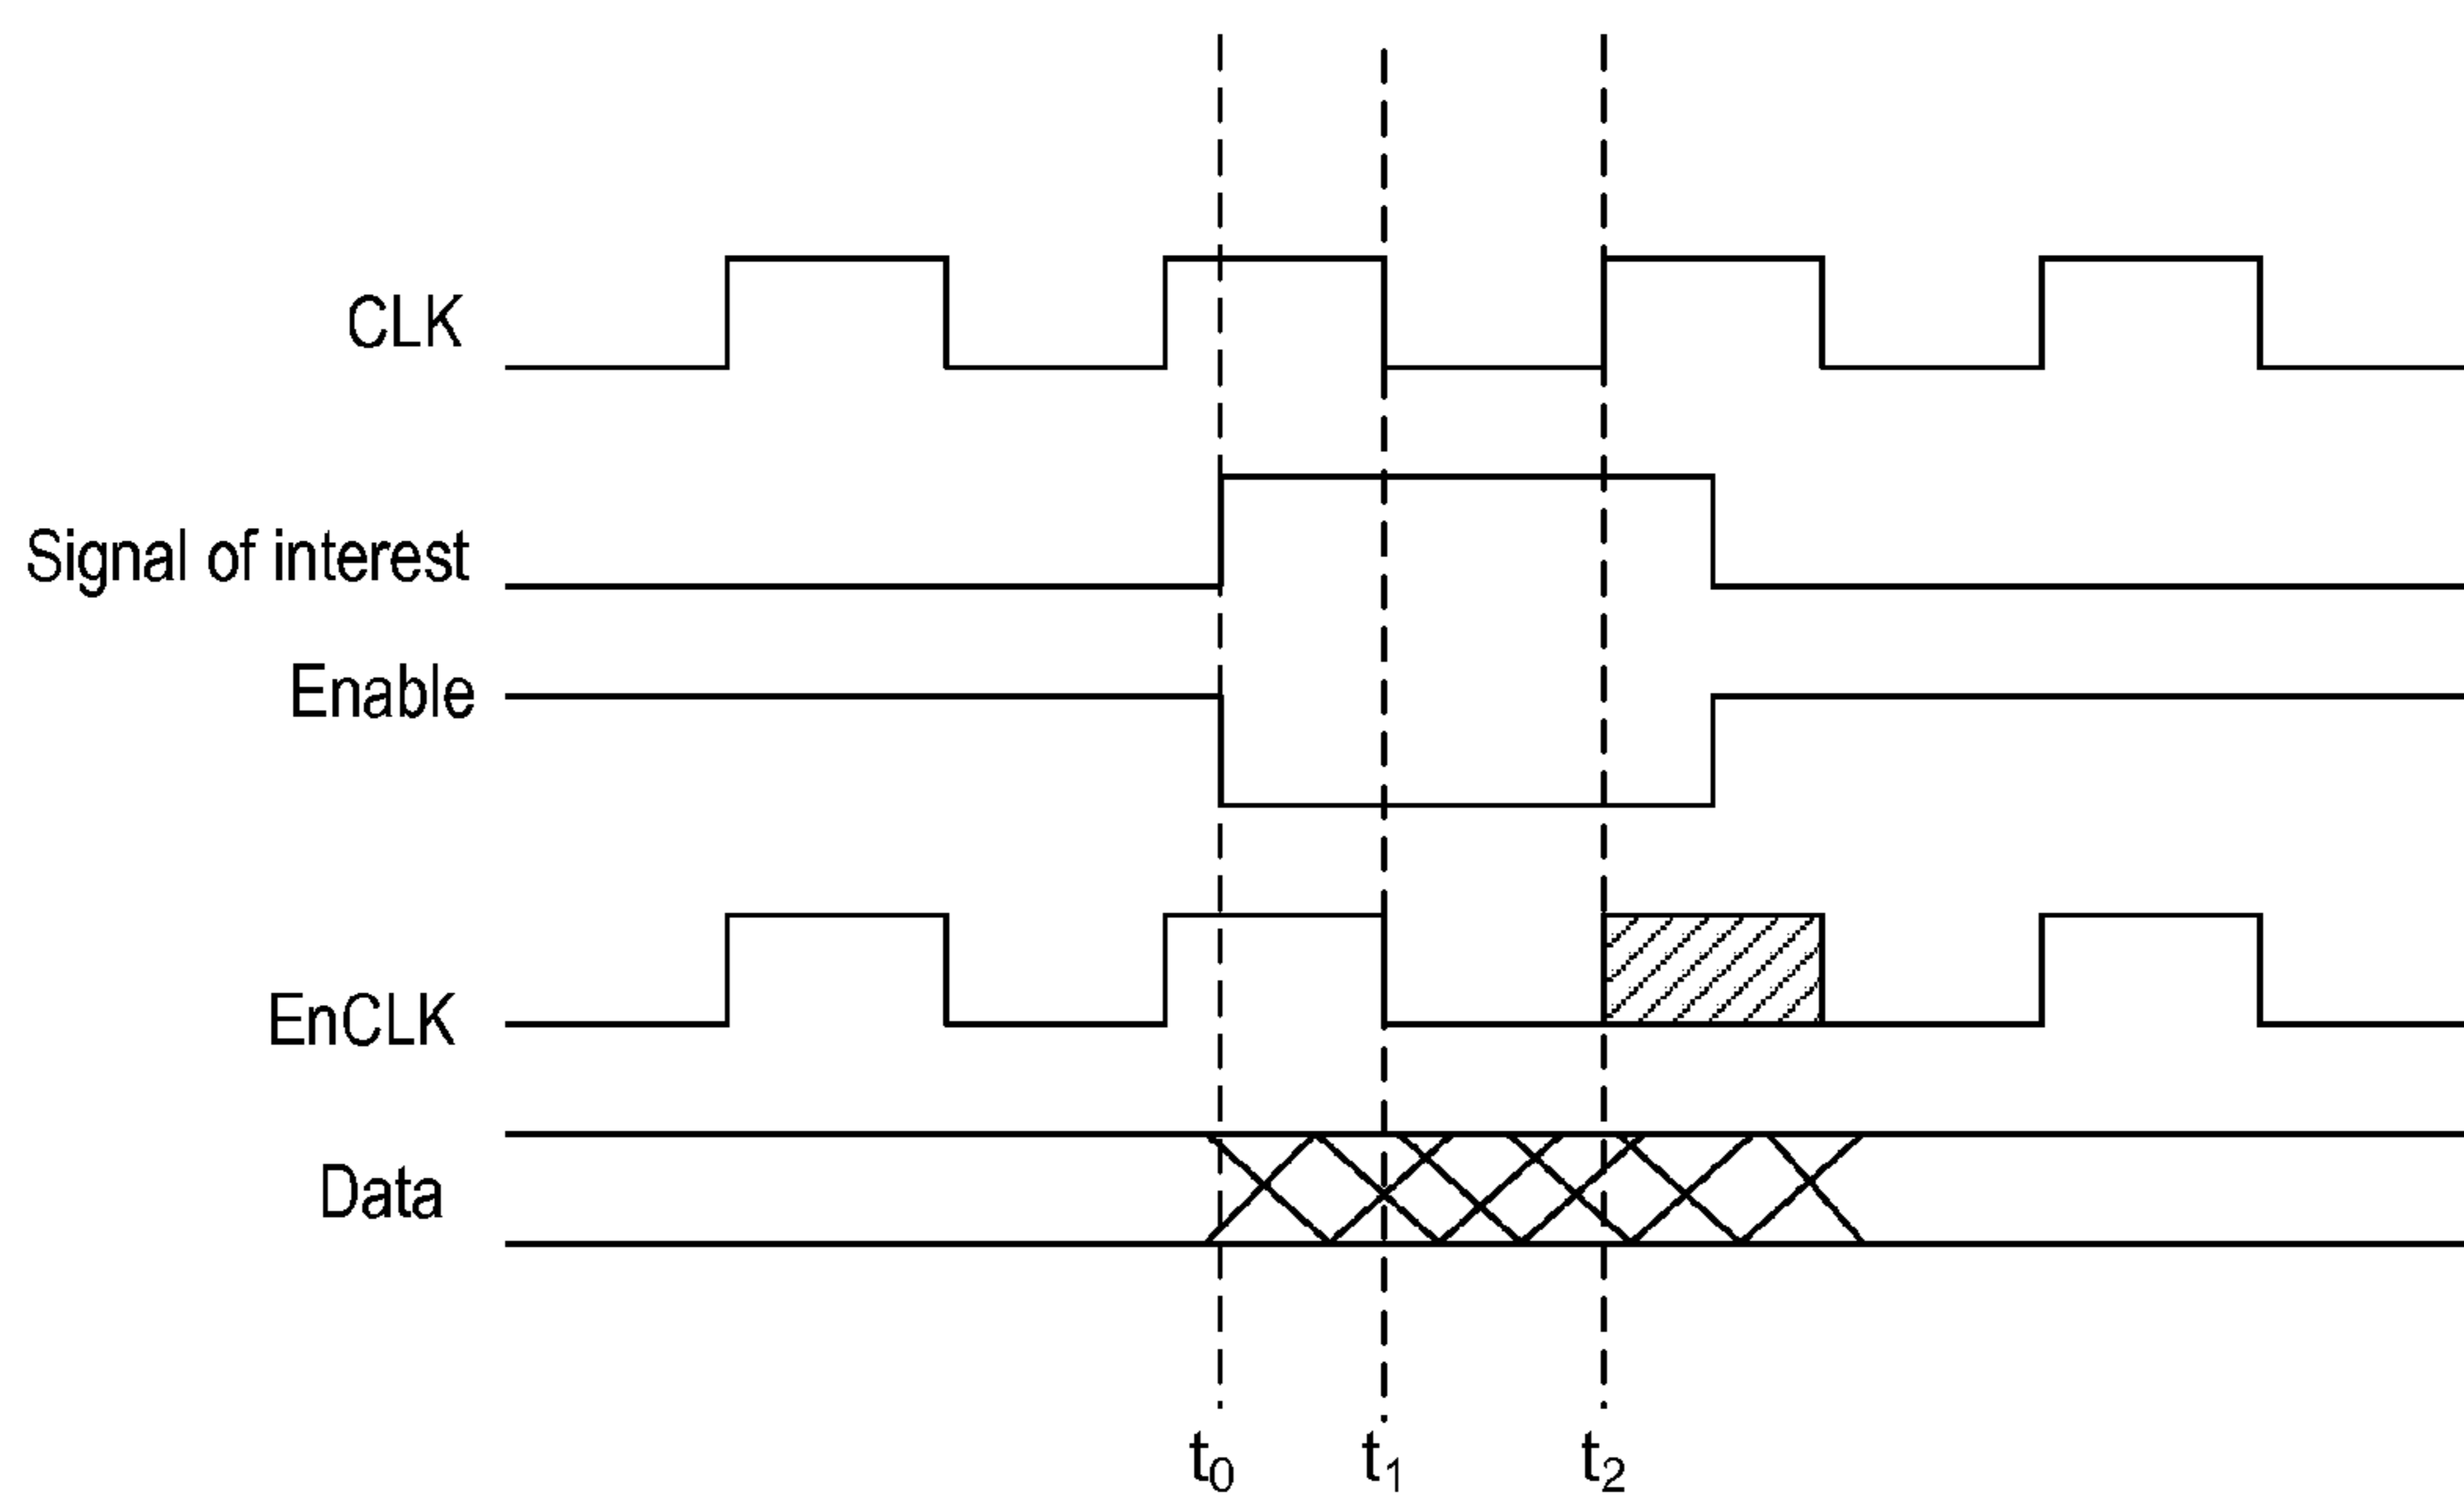 CLK
Signal of interest
Enable
EnCLK
Data
t0 t1 t2